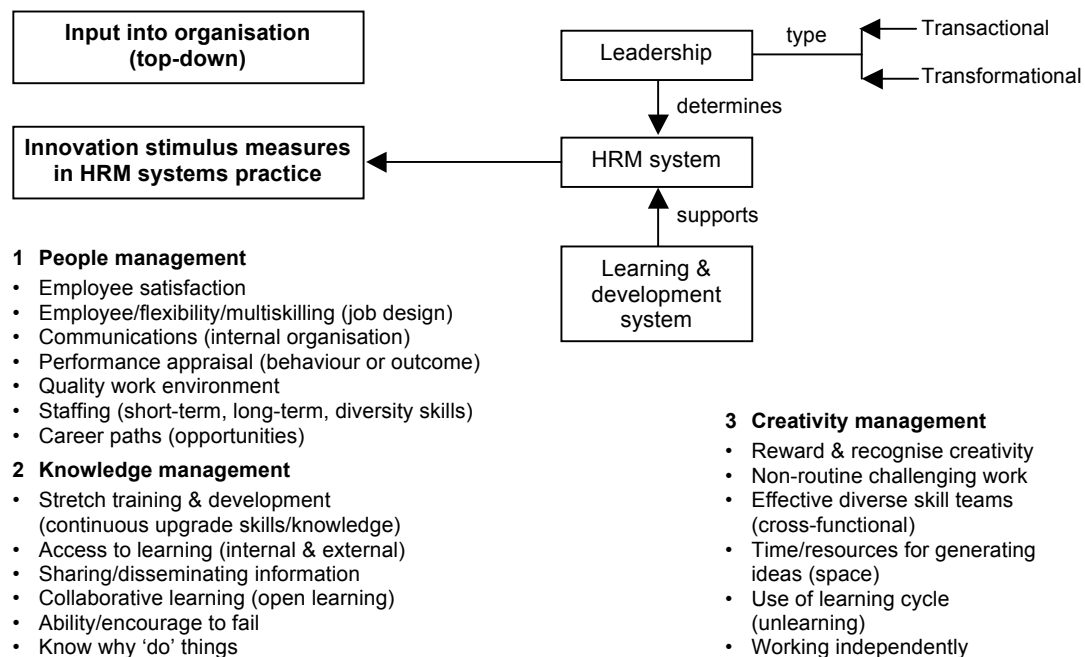 Input into organisation
(top-down)
Leadership
type
Transactional
Transformational
determines
Innovation stimulus measures
in HRM systems practice
HRM system
supports
Learning &
development
system
1 People management
• Employee satisfaction
• Employee/flexibility/multiskilling (job design)
• Communications (internal organisation)
• Performance appraisal (behaviour or outcome)
• Quality work environment
• Staffing (short-term, long-term, diversity skills)
• Career paths (opportunities)
2 Knowledge management
• Stretch training & development
(continuous upgrade skills/knowledge)
• Access to learning (internal & external)
• Sharing/disseminating information
• Collaborative learning (open learning)
• Ability/encourage to fail
• Know why ‘do’ things
3 Creativity management
• Reward & recognise creativity
• Non-routine challenging work
• Effective diverse skill teams
(cross-functional)
• Time/resources for generating
ideas (space)
• Use of learning cycle
(unlearning)
• Working independently